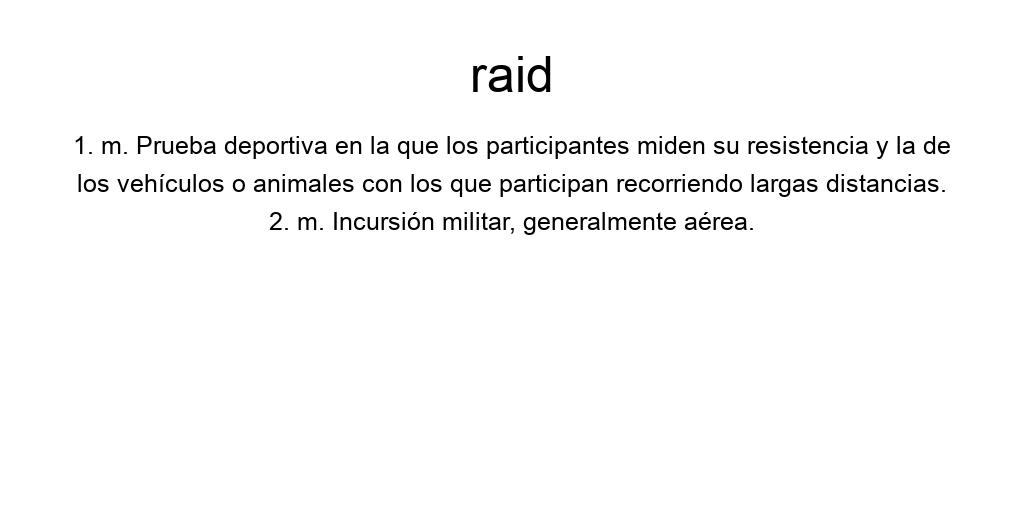 raid
1. m. Prueba deportiva en la que los participantes miden su resistencia y la de
los vehículos o animales con los que participan recorriendo largas distancias.
2. m. Incursión militar, generalmente aérea.